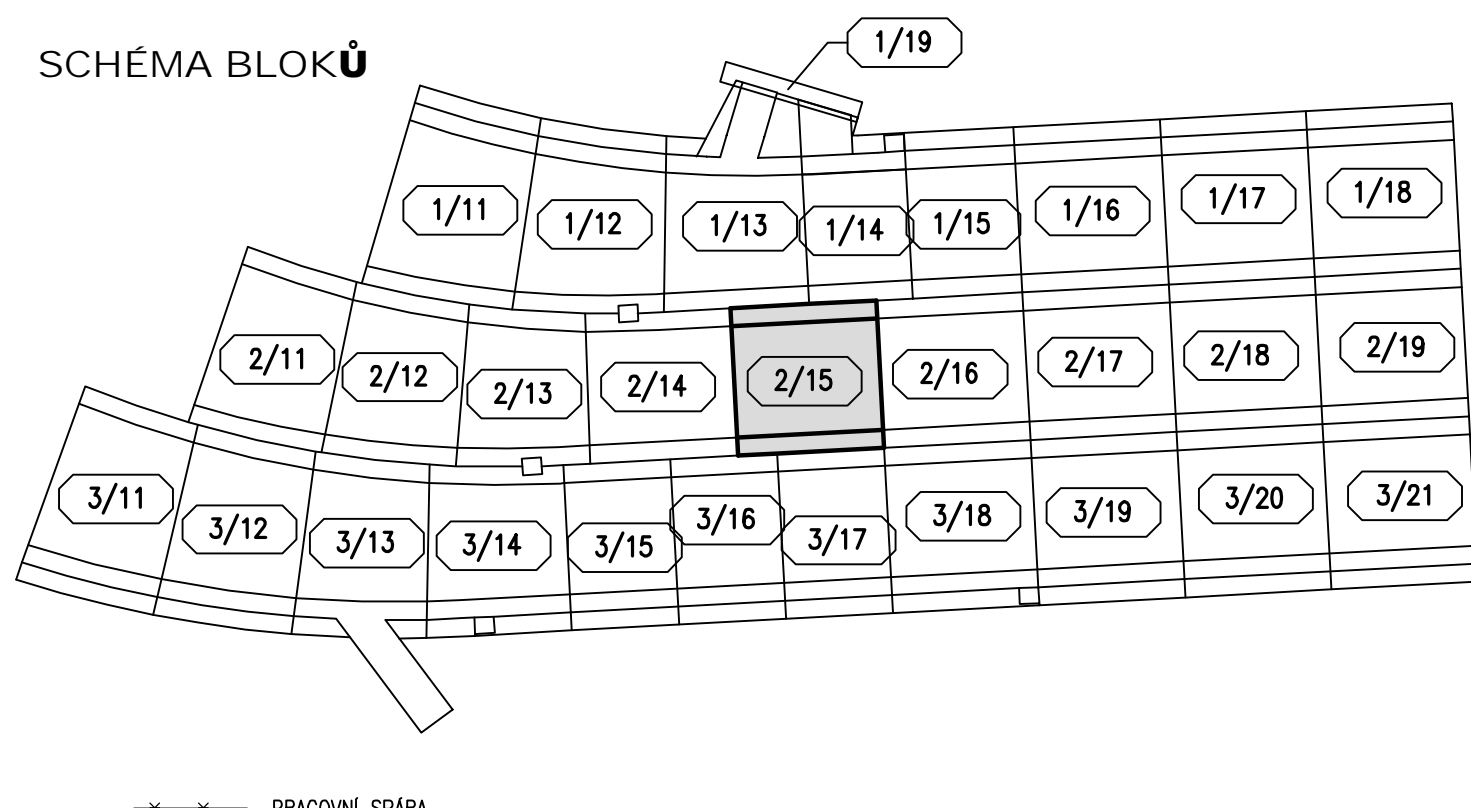 SCHÉMA BLOKŮ
1/19
1/11 1/12 1/13 1/14 1/15 1/16 1/17 1/18
2/11 2/12 2/13 2/14 2/15 2/16 2/17 2/18 2/19
3/11 3/12 3/13 3/14 3/15 3/16 3/17 3/18 3/19 3/20 3/21
PRACOVNÍ SPÁRA